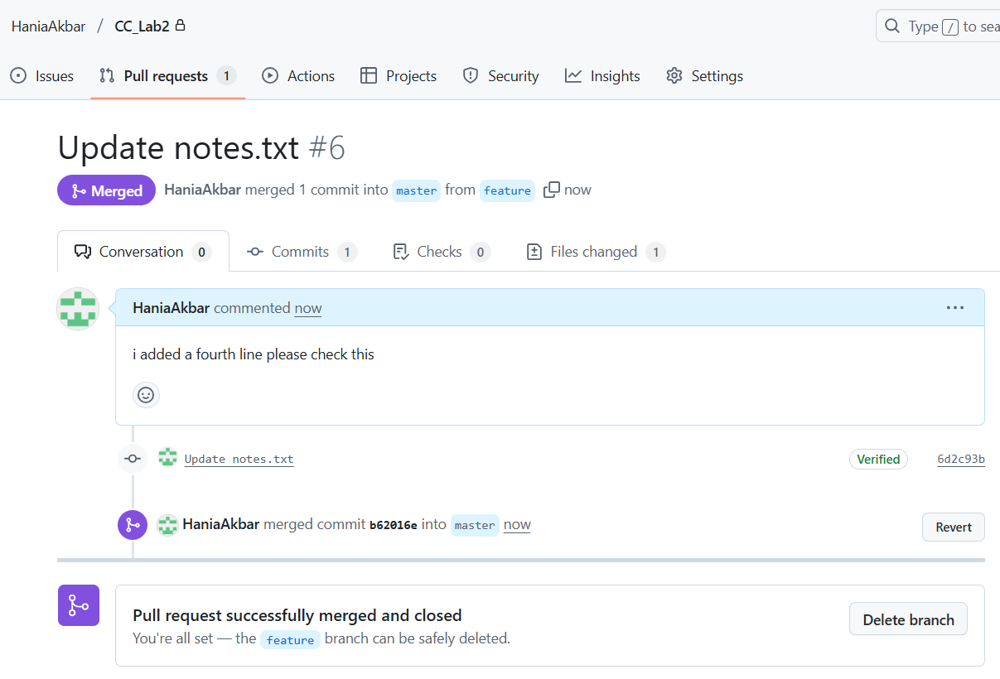 HaniaAkbar / CC_Lab2
Type / to sea
Issues Pull requests 1 Actions Projects Security Insights Settings
Update notes.txt #6
Merged HaniaAkbar merged 1 commit into master from feature now
Conversation 0 Commits 1 Checks 0 Files changed 1
HaniaAkbar commented now
i added a fourth line please check this
Update notes.txt Verified 6d2c93b
HaniaAkbar merged commit b62016e into master now
Revert
Pull request successfully merged and closed
You're all set — the feature branch can be safely deleted.
Delete branch